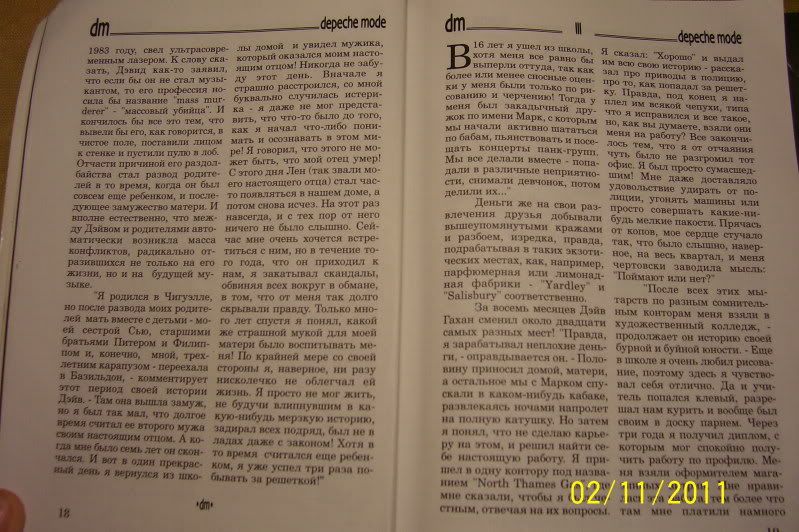 dm
depeche mode
1983 году, свел ультрасовре-
менным лазером. К слову ска-
зать, Дэвид как-то заявил,
что если бы он не стал музы-
кантом, то его профессия но-
сила бы название "mass mur-
derer" - "массовый убийца". И
кончилось бы все это тем, что
вывели бы его, как говорится, в
чистое поле, поставили лицом
к стенке и пустили пулю в лоб.
Отчасти причиной его раздол-
байства стал развод родите-
лей в то время, когда он был
совсем еще ребенком, и после-
дующее замужество матери. И
вполне естественно, что меж-
ду Дэйвом и родителями авто-
матически возникла масса
конфликтов, радикально от-
разившихся не только на его
жизни, но и на будущей му-
зыке.
"Я родился в Чигуэлле,
но после развода моих родите-
лей мать вместе с детьми - мо-
ей сестрой Сью, старшими
братьями Питером и Филип-
пом и, конечно, мной, трех-
летним карапузом - переехала
в Базильдон, - комментирует
этот период своей истории
Дэйв. - Там она вышла замуж,
но я был так мал, что долгое
время считал ее второго мужа
своим настоящим отцом. А ко-
гда мне было семь лет он скон-
чался. И вот в один прекрас-
ный день я вернулся из шко-
лы домой и увидел мужика,
который оказался моим насто-
ящим отцом! Никогда не забу-
ду этот день. Вначале я
страшно расстроился, со мной
буквально случилась истери-
ка - я даже не мог предста-
вить, что что-то было до того,
как я начал что-либо пони-
мать и осознавать в этом ми-
ре! Я говорил, что этого не мо-
жет быть, что мой отец умер!
С этого дня Лен (так звали мо-
его настоящего отца) стал час-
то появляться в нашем доме, а
потом снова исчез. На этот раз
навсегда, и с тех пор от него
ничего не было слышно. Сей-
час мне очень хочется встре-
титься с ним, но в течение то-
го года, что он приходил к
нам, я закатывал скандалы,
обвиняя всех вокруг в обмане,
в том, что от меня так долго
скрывали правду. Только мно-
го лет спустя я понял, какой
же страшной мукой для моей
матери было воспитывать ме-
ня! По крайней мере со своей
стороны я, наверное, ни разу
нисколечко не облегчал ей
жизнь. Я просто не мог жить,
не будучи влипнувшим в ка-
кую-нибудь мерзкую историю,
задирал всех подряд, был не в
ладах даже с законом! Хотя в
то время считался еще ребен-
ком, я уже успел три раза по-
бывать за решеткой!"
18
'dm'
dm
depeche mode
В 16 лет я ушел из школы,
хотя меня все равно бы
выперли оттуда, так как
более или менее сносные оцен-
ки у меня были только по ри-
сованию и черчению! Тогда у
меня был закадычный дру-
жок по имени Марк, с которым
мы начали активно шататься
по бабам, пьянствовать и посе-
щать концерты панк-групп.
Мы все делали вместе - попа-
дали в различные неприятно-
сти, снимали девчонок, потом
делили их..."
Деньги же на свои раз-
влечения друзья добывали
вышеупомянутыми кражами
и разбоем, изредка, правда,
подрабатывая в таких экзоти-
ческих местах, как, например,
парфюмерная или лимонад-
ная фабрики - "Yardley" и
"Salisbury" соответственно.
За восемь месяцев Дэйв
Гахан сменил около двадцати
самых разных мест! "Правда,
я зарабатывал неплохие день-
ги, - оправдывается он. - Поло-
вину приносил домой, матери,
а остальное мы с Марком спу-
скали в каком-нибудь кабаке,
развлекаясь ночами напролет
на полную катушку. Но затем
я понял, что не сделаю карье-
ру на этом, и решил найти се-
бе настоящую работу. Я при-
шел в одну контору под назва-
нием "North Thames
мне сказали, чтобы я
стным, отвечая на их вопросы.
Я сказал: "Хорошо" и выдал
им всю свою историю - расска-
зал про приводы в полицию,
про то, как попадал за решет-
ку. Правда, под конец я на-
плел им всякой чепухи, типа
что я исправился и все такое,
но, как вы думаете, взяли они
меня на работу? Все закончи-
лось тем, что я от отчаяния
чуть было не разгромил тот
офис. Я был просто сумасшед-
шим! Мне даже доставляло
удовольствие удирать от по-
лиции, угонять машины или
просто совершать какие-ни-
будь мелкие пакости. Прячась
от копов, мое сердце стучало
так, что было слышно, навер-
ное, на весь квартал, и меня
чертовски заводила мысль:
"Поймают или нет?"
"После всех этих мы-
тарств по разным сомнитель-
ным конторам меня взяли в
художественный колледж, -
продолжает он историю своей
бурной и буйной юности. - Еще
в школе я очень любил рисова-
ние, поэтому здесь я чувство-
вал себя отлично. Да и учи-
тель попался клевый, разре-
шал нам курить и вообще был
своим в доску парнем. Через
три года я получил диплом, с
которым мог спокойно полу-
чить работу по профилю. Ме-
ня взяли оформителем мага-
мне нрави-
тем более что
там мне платили намного
02/11/2011